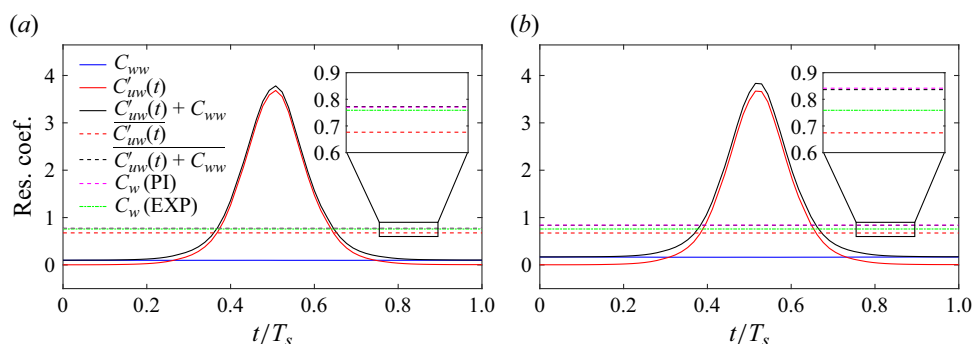 (a)
(b)
Res. coef.
4
3
2
1
0
C_ww
C′_uw(t)
C′_uw(t) + C_ww
C′_uw(t)
C′_uw(t) + C_ww
C_w (PI)
C_w (EXP)
0.9
0.8
0.7
0.6
0 0.2 0.4 0.6 0.8 1.0
t/T_s
4
3
2
1
0
0.9
0.8
0.7
0.6
0 0.2 0.4 0.6 0.8 1.0
t/T_s